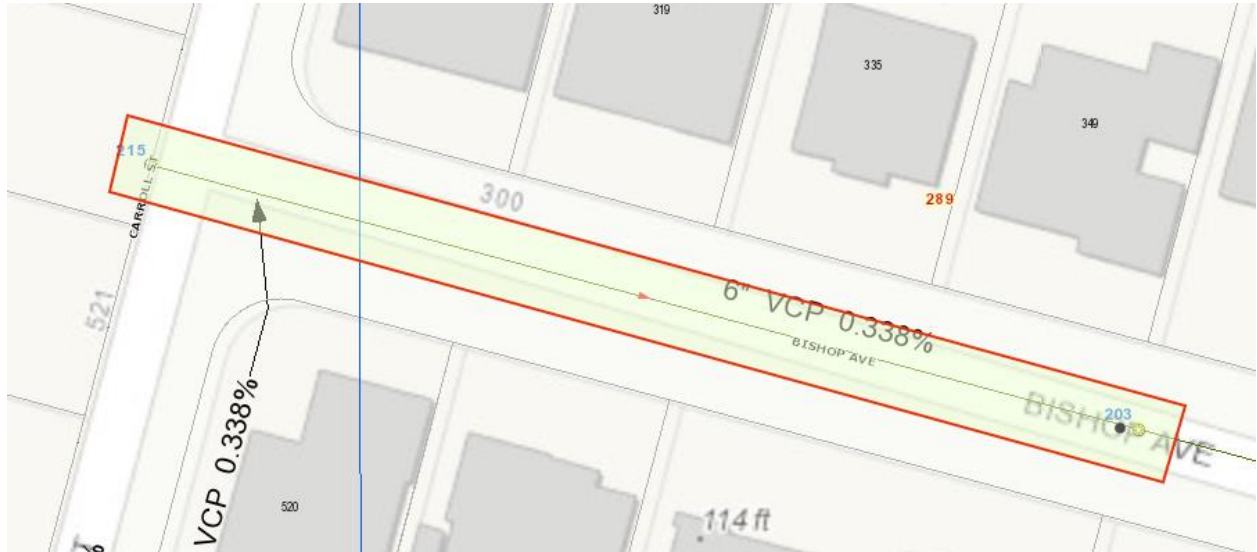 319
335
349
215
CARROLL ST
300
289
521
6" VCP 0.338%
BISHOP AVE
BISHOP AVE
203
VCP 0.338%
520
114 ft